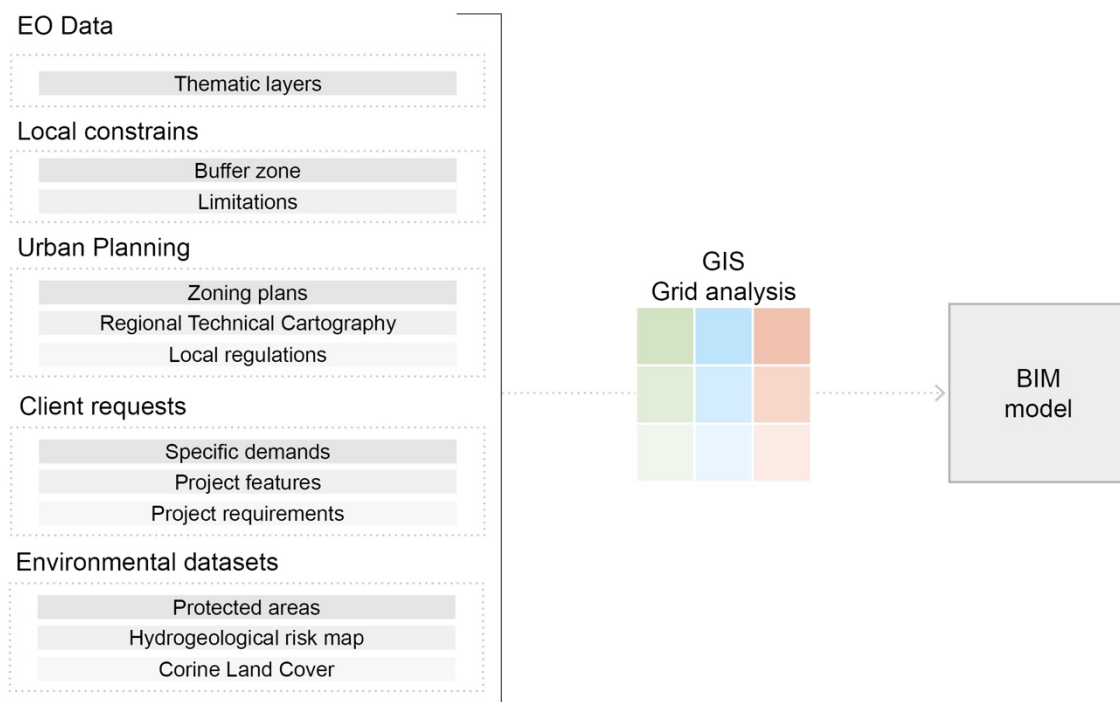 EO Data
Thematic layers
Local constrains
Buffer zone
Limitations
Urban Planning
Zoning plans
Regional Technical Cartography
Local regulations
Client requests
Specific demands
Project features
Project requirements
Environmental datasets
Protected areas
Hydrogeological risk map
Corine Land Cover
GIS
Grid analysis
BIM
model